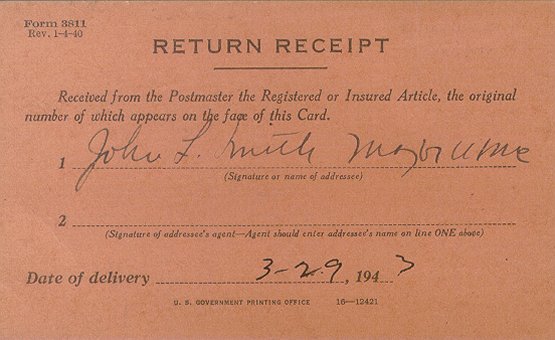 Form 3811
Rev. 1-4-40
RETURN RECEIPT
Received from the Postmaster the Registered or Insured Article, the original
number of which appears on the face of this Card.
1 John L. Smith
(Signature or name of addressee)
2
(Signature of addressee's agent—Agent should enter addressee's name on line ONE above)
Date of delivery 3-29, 1943
U. S. GOVERNMENT PRINTING OFFICE 16—12421